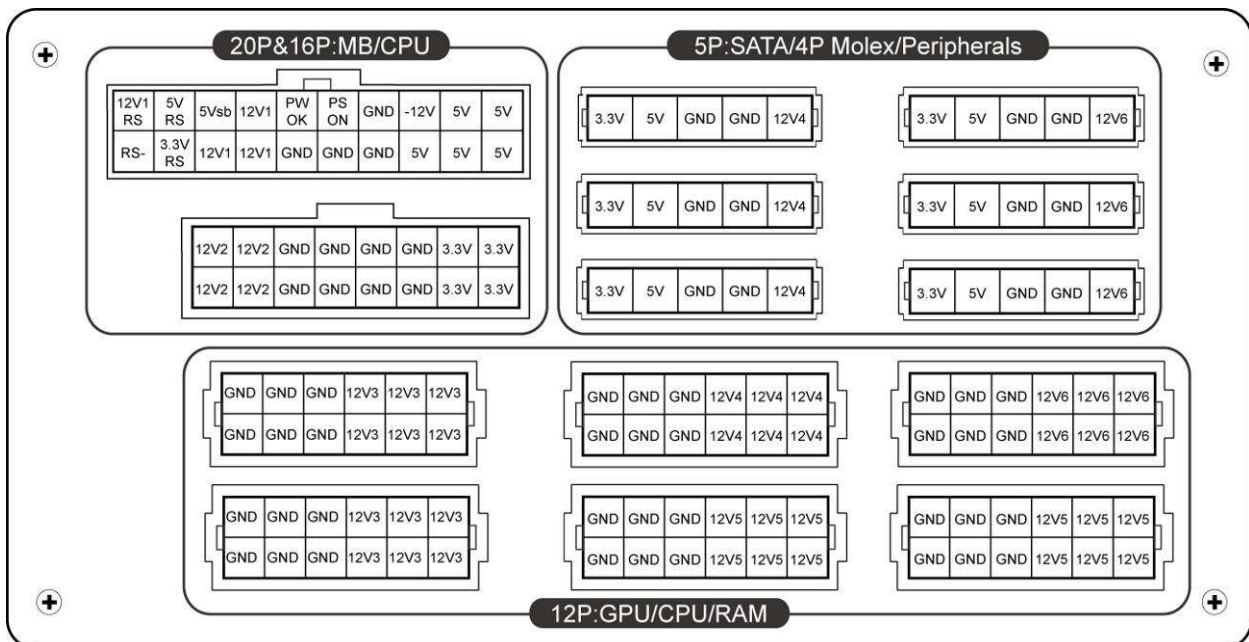 20P&16P:MB/CPU
12V1 RS 5V RS 5Vsb 12V1 PW OK PS ON GND -12V 5V 5V
RS- 3.3V RS 12V1 12V1 GND GND GND 5V 5V 5V
12V2 12V2 GND GND GND GND 3.3V 3.3V
12V2 12V2 GND GND GND GND 3.3V 3.3V
5P:SATA/4P Molex/Peripherals
3.3V 5V GND GND 12V4
3.3V 5V GND GND 12V6
3.3V 5V GND GND 12V4
3.3V 5V GND GND 12V6
3.3V 5V GND GND 12V4
3.3V 5V GND GND 12V6
GND GND GND 12V3 12V3 12V3
GND GND GND 12V3 12V3 12V3
GND GND GND 12V4 12V4 12V4
GND GND GND 12V4 12V4 12V4
GND GND GND 12V6 12V6 12V6
GND GND GND 12V6 12V6 12V6
GND GND GND 12V3 12V3 12V3
GND GND GND 12V3 12V3 12V3
GND GND GND 12V5 12V5 12V5
GND GND GND 12V5 12V5 12V5
GND GND GND 12V5 12V5 12V5
GND GND GND 12V5 12V5 12V5
12P:GPU/CPU/RAM